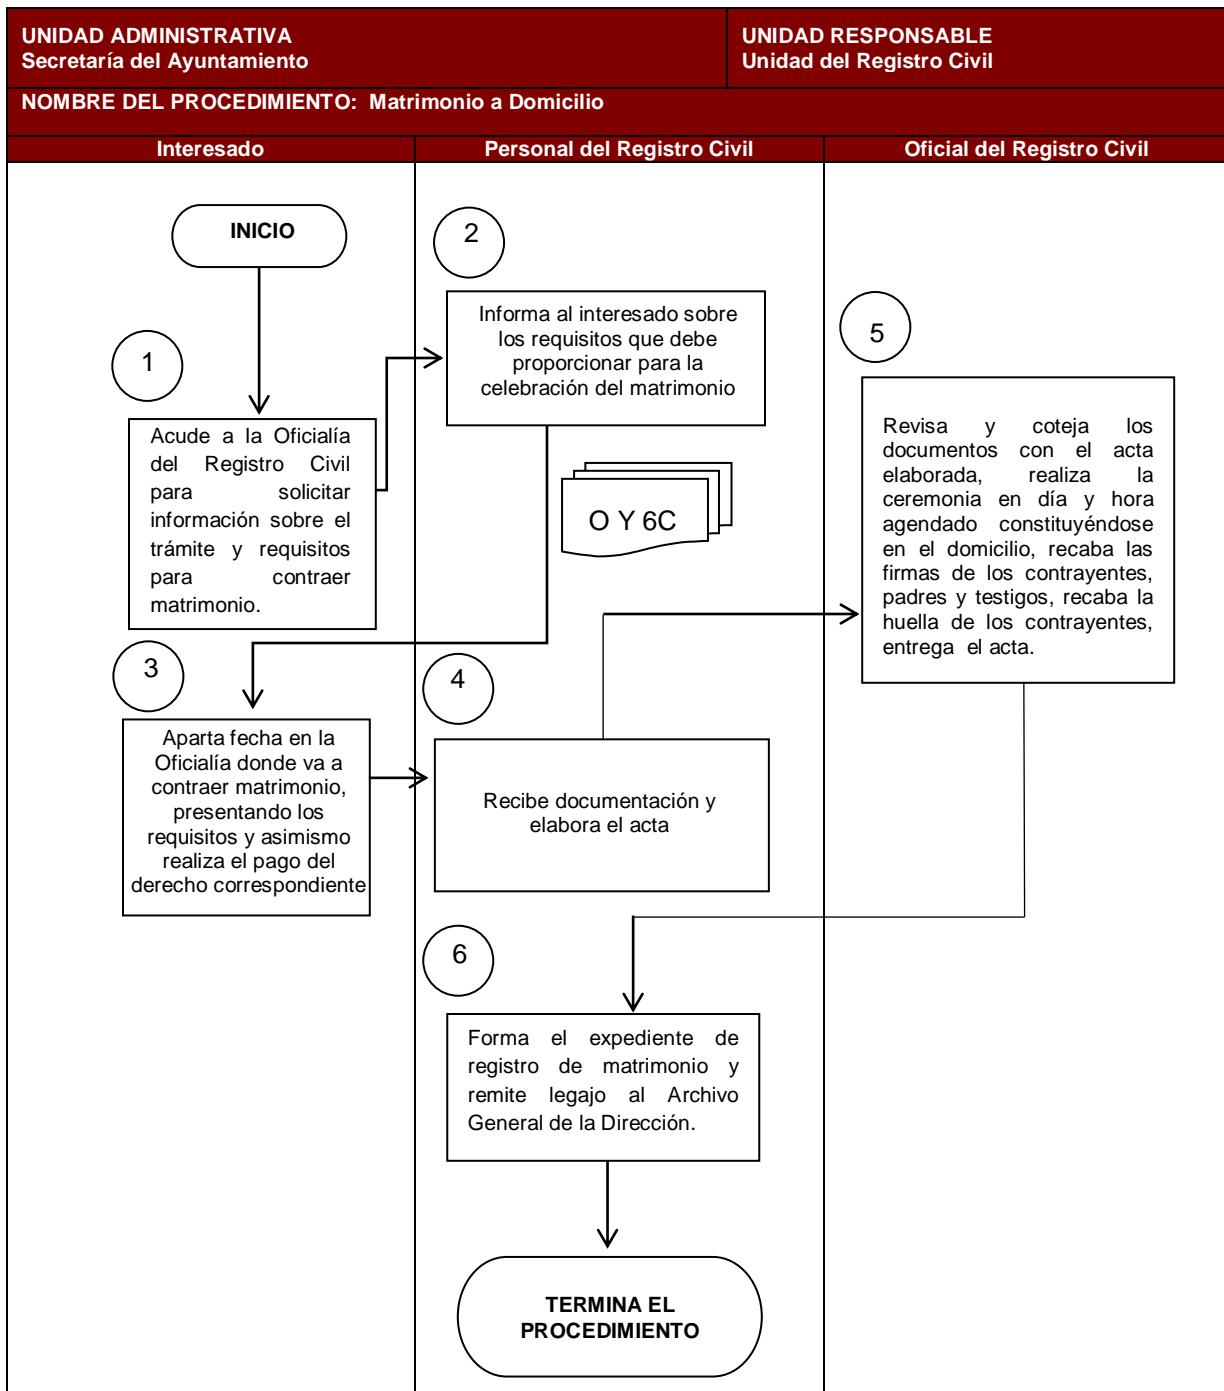 UNIDAD ADMINISTRATIVA
Secretaría del Ayuntamiento
UNIDAD RESPONSABLE
Unidad del Registro Civil
NOMBRE DEL PROCEDIMIENTO: Matrimonio a Domicilio
Interesado
Personal del Registro Civil
Oficial del Registro Civil
INICIO
1
Acude a la Oficialía
del Registro Civil
para solicitar
información sobre el
trámite y requisitos
para contraer
matrimonio.
2
Informa al interesado sobre
los requisitos que debe
proporcionar para la
celebración del matrimonio
O Y 6C
3
Aparta fecha en la
Oficialía donde va a
contraer matrimonio,
presentando los
requisitos y asimismo
realiza el pago del
derecho correspondiente
4
Recibe documentación y
elabora el acta
5
Revisa y coteja los
documentos con el acta
elaborada, realiza la
ceremonia en día y hora
agendado constituyéndose
en el domicilio, recaba las
firmas de los contrayentes,
padres y testigos, recaba la
huella de los contrayentes,
entrega el acta.
6
Forma el expediente de
registro de matrimonio y
remite legajo al Archivo
General de la Dirección.
TERMINA EL
PROCEDIMIENTO